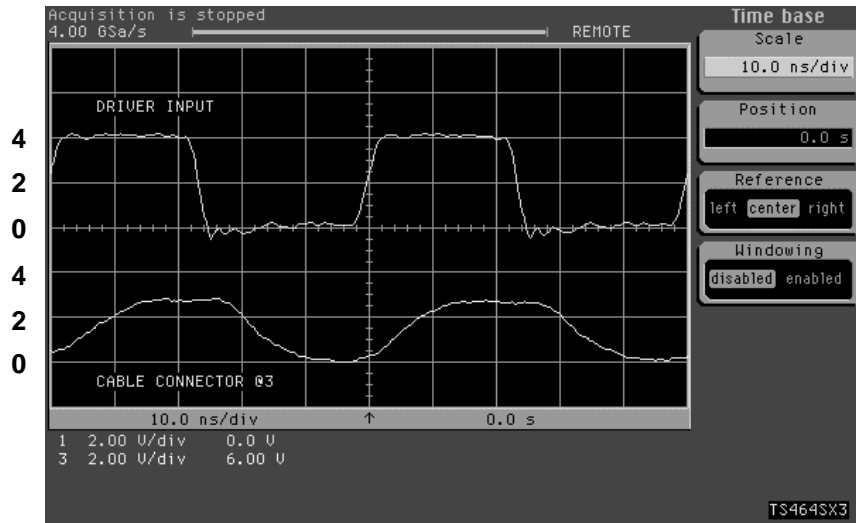 Acquisition is stopped
4.00 GSa/s
REMOTE
DRIVER INPUT
4
2
0
4
2
0
CABLE CONNECTOR @3
10.0 ns/div
↑
0.0 s
1 2.00 V/div 0.0 V
3 2.00 V/div 6.00 V
Time base
Scale
10.0 ns/div
Position
0.0 s
Reference
left center right
Windowing
disabled enabled
TS464SX3